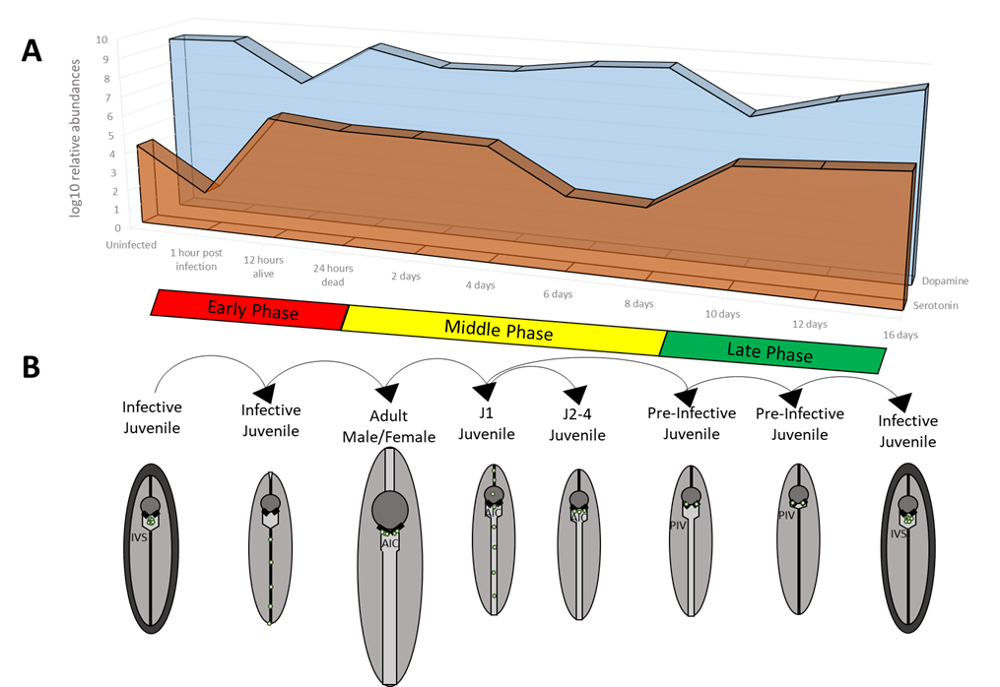 A
log10 relative abundances
10
9
8
7
6
5
4
3
2
1
0
Uninfected
1 hour post
infection
12 hours
alive
24 hours
dead
2 days
4 days
6 days
8 days
10 days
12 days
16 days
Dopamine
Serotonin
Early Phase
Middle Phase
Late Phase
B
Infective
Juvenile
Infective
Juvenile
Adult
Male/Female
J1
Juvenile
J2-4
Juvenile
Pre-Infective
Juvenile
Pre-Infective
Juvenile
Infective
Juvenile
IVS
AIC
AIC
AIC
PIV
PIV
IVS